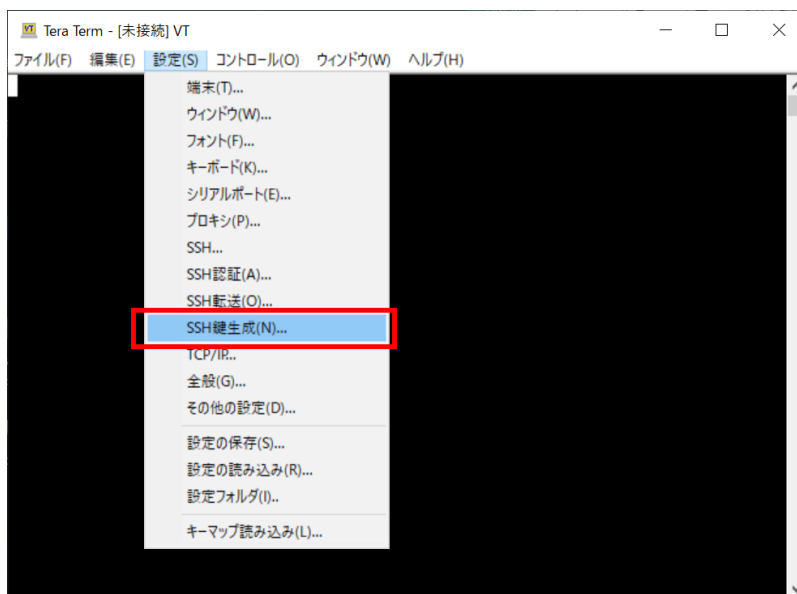 Tera Term - [未接続] VT
ファイル(F) 編集(E) 設定(S) コントロール(O) ウィンドウ(W) ヘルプ(H)
端末(T)...
ウィンドウ(W)...
フォント(F)...
キーボード(K)...
シリアルポート(E)...
プロキシ(P)...
SSH...
SSH認証(A)...
SSH転送(O)...
SSH鍵生成(N)...
TCP/IP...
全般(G)...
その他の設定(D)...
設定の保存(S)...
設定の読み込み(R)...
設定フォルダ(I)..
キーマップ読み込み(L)...